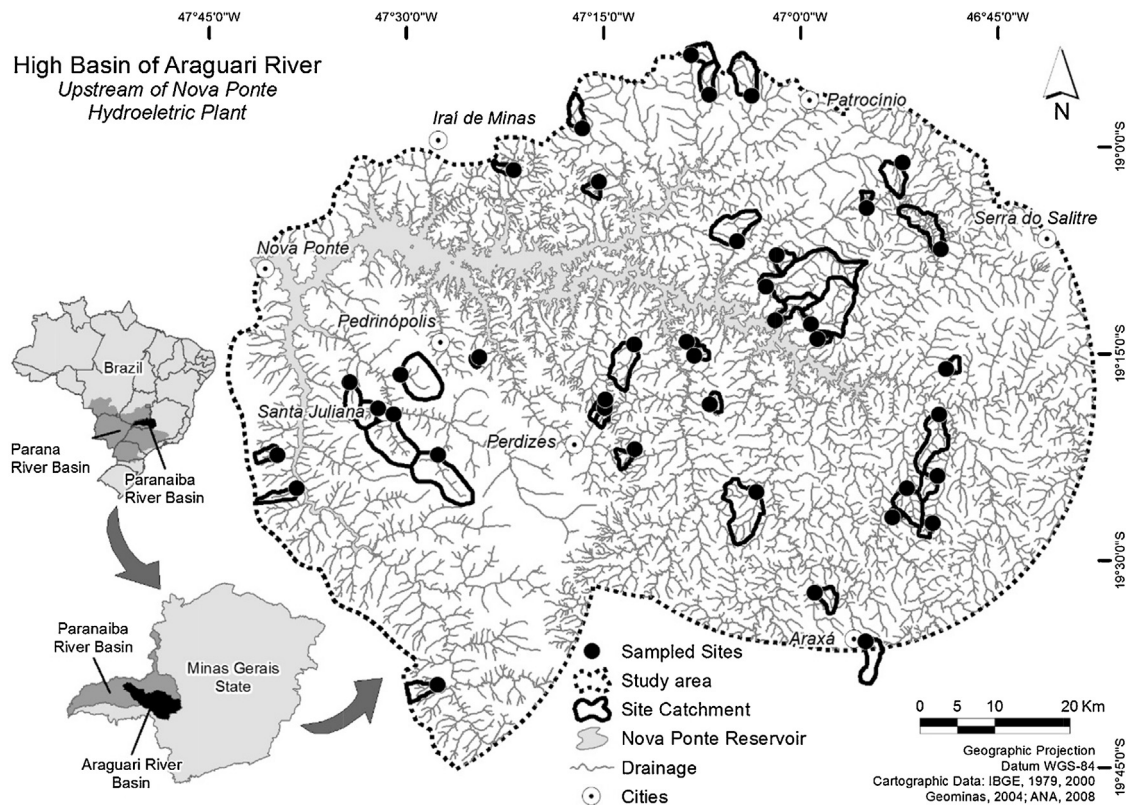 47°45'0"W
47°30'0"W
47°15'0"W
47°0'0"W
46°45'0"W
High Basin of Araguari River
Upstream of Nova Ponte
Hydroeletric Plant
N
Patrocínio
Iraí de Minas
19°0'0"S
Serra do Salitre
Nova Ponte
Pedrinópolis
19°15'0"S
Brazil
Santa Juliana
Perdizes
Parana
River Basin
Paranaiba
River Basin
19°30'0"S
Araxá
Paranaiba
River Basin
Minas Gerais
State
Araguari River
Basin
Sampled Sites
Study area
Site Catchment
Nova Ponte Reservoir
Drainage
Cities
0 5 10 20 Km
Geographic Projection
Datum WGS-84
Cartographic Data: IBGE, 1979, 2000
Geominas, 2004; ANA, 2008
19°45'0"S